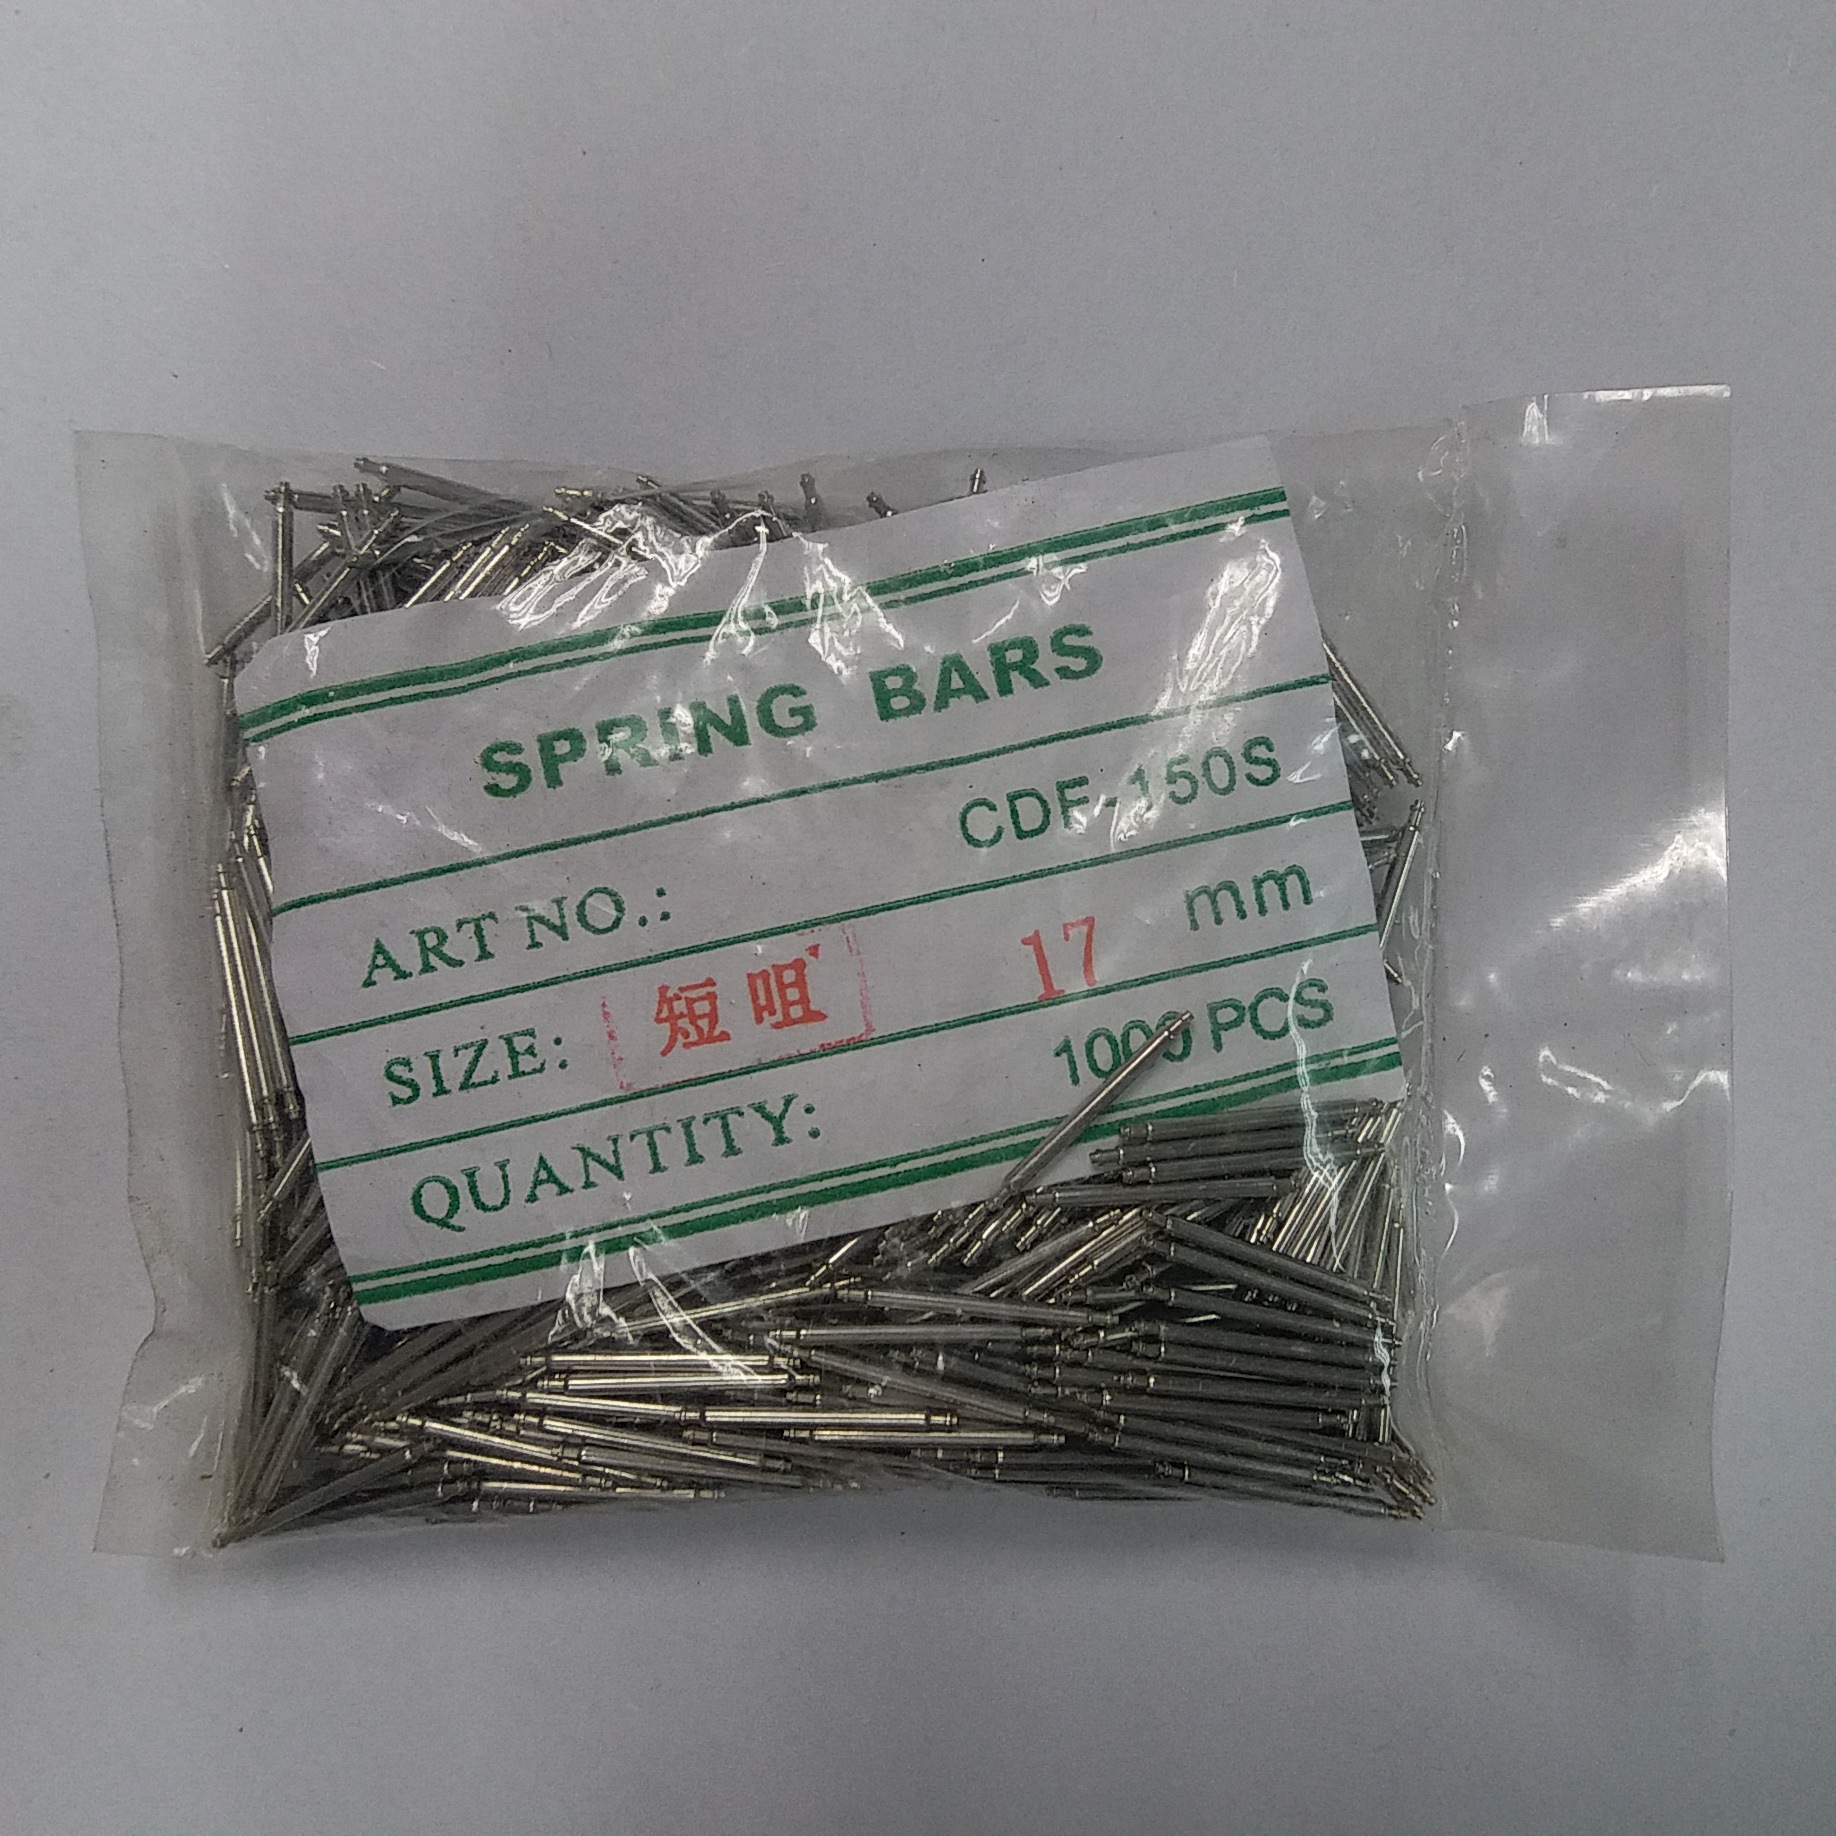 SPRING BARS
ART NO.: CDF-150S
SIZE: 短咀 17 mm
QUANTITY: 1000 PCS